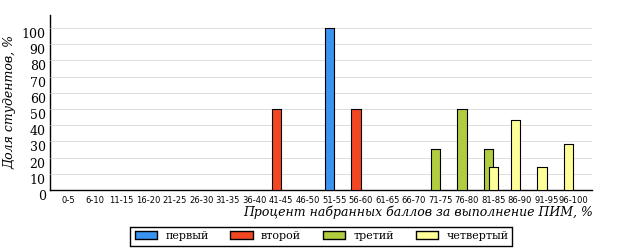 Доля студентов, %
100
90
80
70
60
50
40
30
20
10
0
0-5 6-10 11-15 16-20 21-25 26-30 31-35 36-40 41-45 46-50 51-55 56-60 61-65 66-70 71-75 76-80 81-85 86-90 91-95 96-100
Процент набранных баллов за выполнение ПИМ, %
первый второй третий четвертый